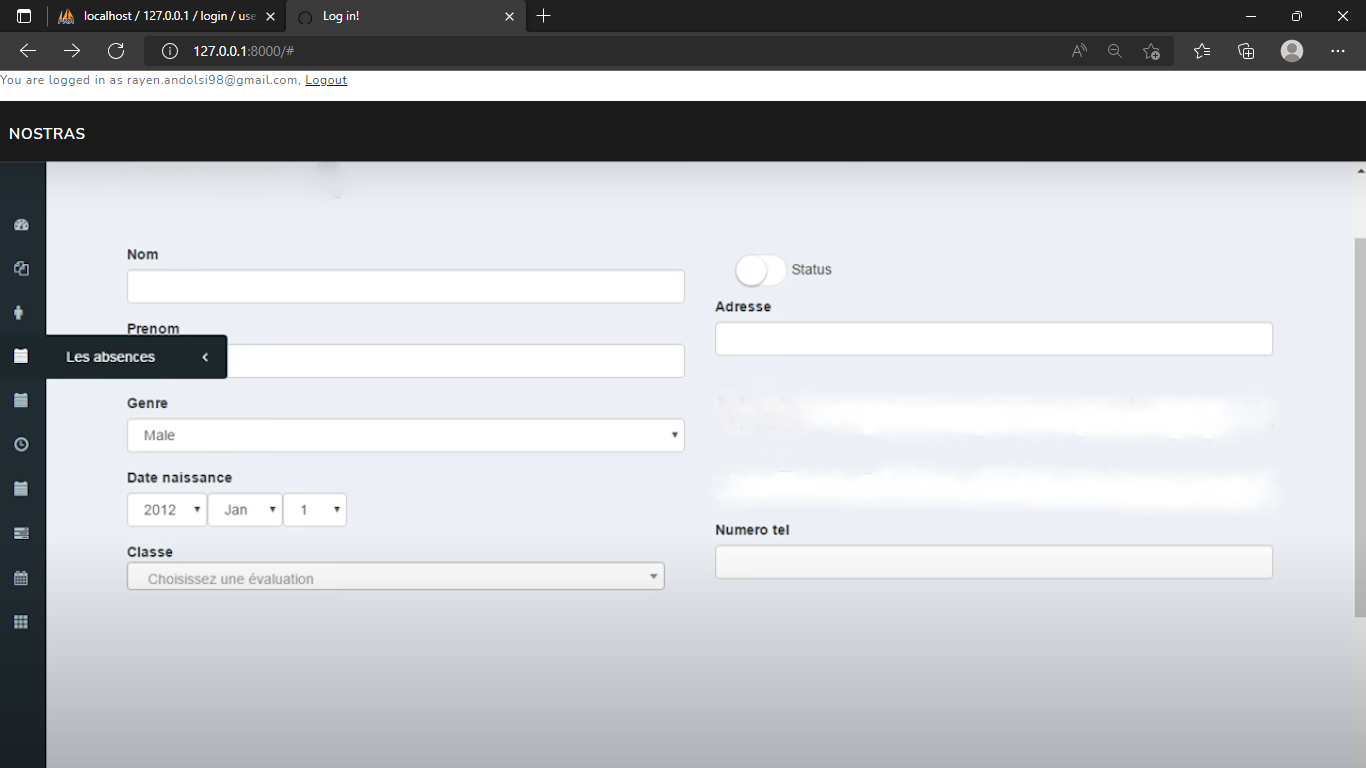 localhost / 127.0.0.1 / login / use
Log in!
127.0.0.1:8000/#
You are logged in as rayen.andolsi98@gmail.com, Logout
NOSTRAS
Nom
Status
Adresse
Prenom
Les absences
Genre
Male
Date naissance
2012 Jan 1
Numero tel
Classe
Choisissez une évaluation